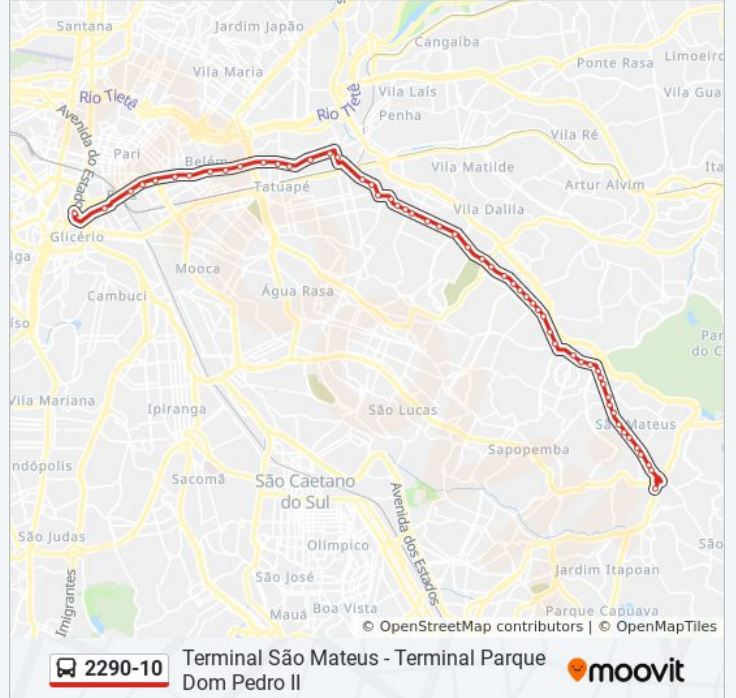 Santana
Jardim Japão
Cangaíba
Ponte Rasa
Limoeiro
Vila Maria
Rio Tietê
Rio Tietê
Vila Laís
Vila Gua
Penha
Avenida do Estado
Vila Ré
Pari
Belém
Vila Matilde
Ita
Tatuapé
Artur Alvim
Vila Dalila
Glicério
iga
Mooca
Cambuci
Água Rasa
íso
Par
do C
Vila Mariana
Ipiranga
São Lucas
São Mateus
Sapopemba
ndópolis
Sacomã
São Caetano
do Sul
Avenida dos Estados
São Judas
Olímpico
São
Jardim Itapoan
São José
Imigrantes
Mauá
Boa Vista
Parque Capuava
© OpenStreetMap contributors | © OpenMapTiles
2290-10
Terminal São Mateus - Terminal Parque
Dom Pedro II
moovit